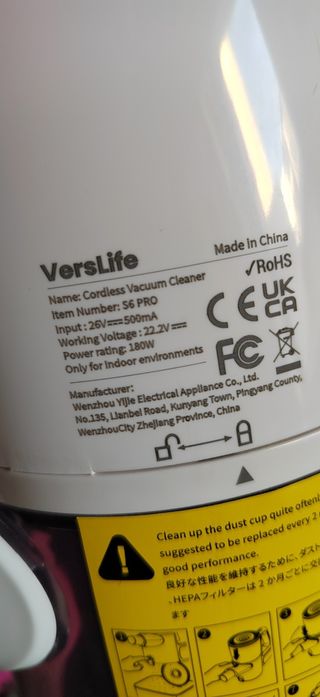 VersLife
Made in China
Name: Cordless Vacuum Cleaner
✓RoHS
Item Number: S6 PRO
Input : 26V⎓500mA
Working Voltage : 22.2V⎓
Power rating: 180W
Only for indoor environments
CE
UK
CA
FC
Manufacturer:
Wenzhou Yijie Electrical Appliance Co., Ltd.
No.135, Lianbei Road, Kunyang Town, Pingyang County,
WenzhouCity Zhejiang Province, China
Clean up the dust cup quite often
suggested to be replaced every 2
good performance.
良好な性能を維持するために、ダスト
、HEPAフィルターは 2 か月ごとに交
ます
1
2
3